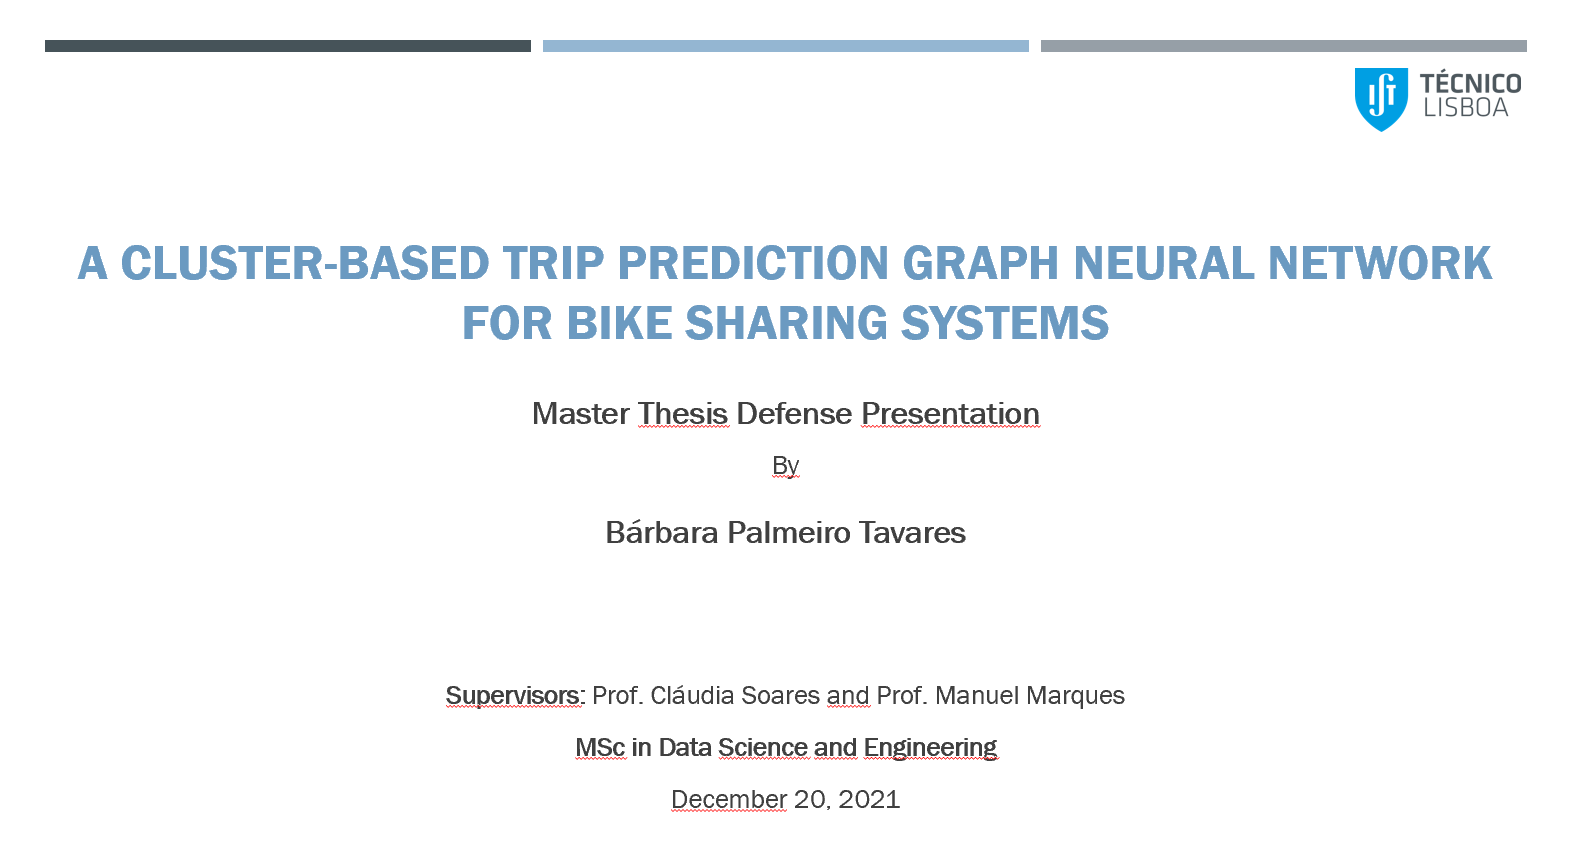 TÉCNICO
LISBOA
A CLUSTER-BASED TRIP PREDICTION GRAPH NEURAL NETWORK
FOR BIKE SHARING SYSTEMS
Master Thesis Defense Presentation
By
Bárbara Palmeiro Tavares
Supervisors: Prof. Cláudia Soares and Prof. Manuel Marques
MSc in Data Science and Engineering
December 20, 2021